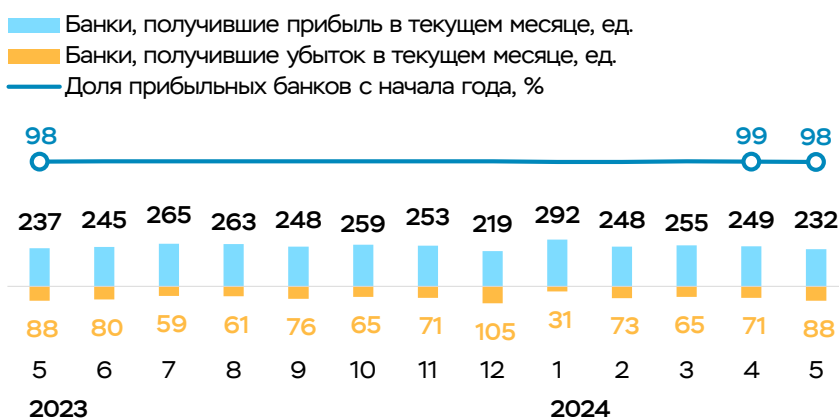 Банки, получившие прибыль в текущем месяце, ед.
Банки, получившие убыток в текущем месяце, ед.
Доля прибыльных банков с начала года, %
98 99 98
237 245 265 263 248 259 253 219 292 248 255 249 232
88 80 59 61 76 65 71 105 31 73 65 71 88
5 6 7 8 9 10 11 12 1 2 3 4 5
2023 2024